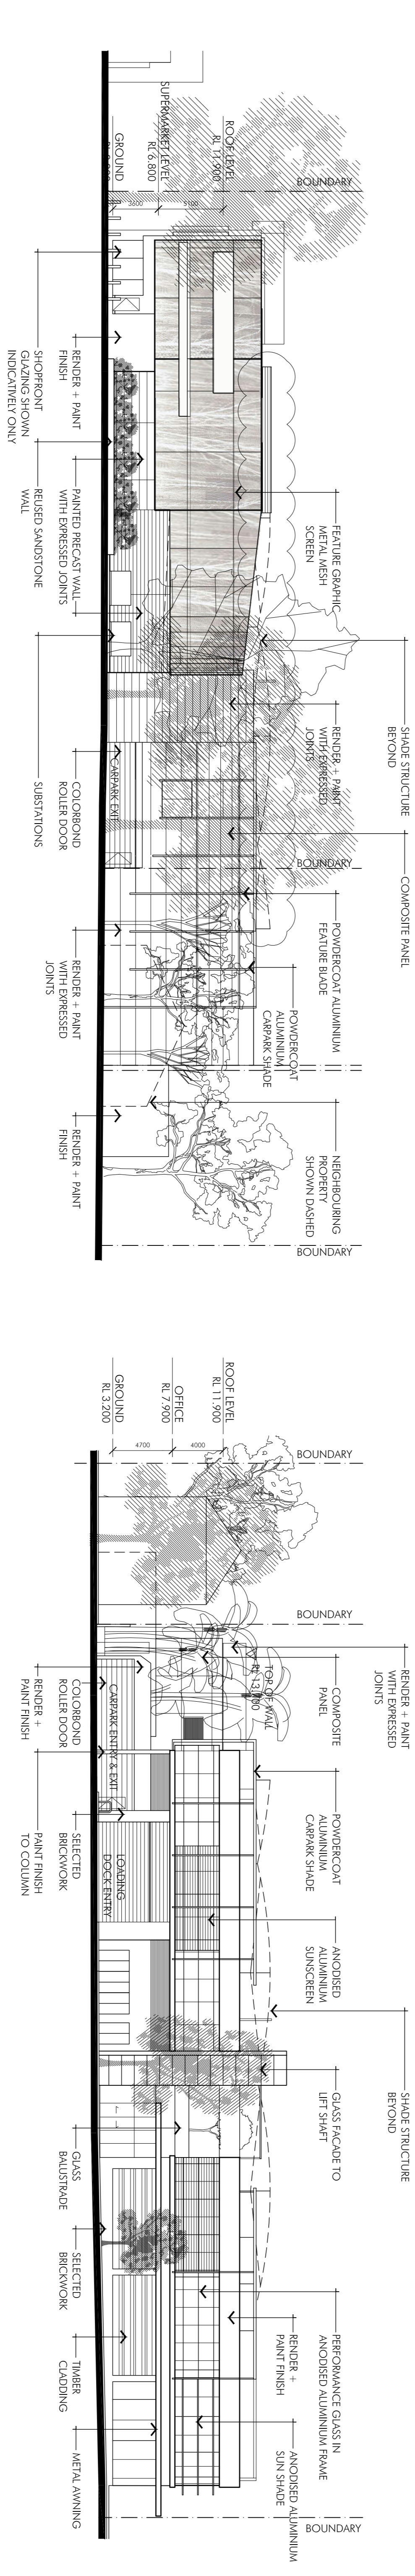 ROOF LEVEL
RL 11.900
SUPERMARKET LEVEL
RL 6.800
GROUND
5100
3600
BOUNDARY
FEATURE GRAPHIC
METAL MESH
SCREEN
SHADE STRUCTURE
BEYOND
RENDER + PAINT
WITH EXPRESSED
JOINTS
COMPOSITE PANEL
BOUNDARY
POWDERCOAT ALUMINIUM
FEATURE BLADE
POWDERCOAT
ALUMINIUM
CARPARK SHADE
NEIGHBOURING
PROPERTY
SHOWN DASHED
BOUNDARY
CARPARK EXIT
SHOPFRONT
GLAZING SHOWN
INDICATIVELY ONLY
RENDER + PAINT
FINISH
REUSED SANDSTONE
WALL
PAINTED PRECAST WALL
WITH EXPRESSED JOINTS
SUBSTATIONS
COLORBOND
ROLLER DOOR
RENDER + PAINT
WITH EXPRESSED
JOINTS
RENDER + PAINT
FINISH
ROOF LEVEL
RL 11.900
OFFICE
RL 7.900
GROUND
RL 3.200
4000
4700
BOUNDARY
BOUNDARY
RENDER + PAINT
WITH EXPRESSED
JOINTS
TOP OF WALL
COMPOSITE
PANEL
POWDERCOAT
ALUMINIUM
CARPARK SHADE
ANODISED
ALUMINIUM
SUNSCREEN
SHADE STRUCTURE
BEYOND
GLASS FACADE TO
LIFT SHAFT
PERFORMANCE GLASS IN
ANODISED ALUMINIUM FRAME
RENDER +
PAINT FINISH
ANODISED ALUMINIUM
SUN SHADE
BOUNDARY
CARPARK ENTRY & EXIT
LOADING
DOCK ENTRY
RENDER +
PAINT FINISH
COLORBOND
ROLLER DOOR
PAINT FINISH
TO COLUMN
SELECTED
BRICKWORK
GLASS
BALUSTRADE
SELECTED
BRICKWORK
TIMBER
CLADDING
METAL AWNING